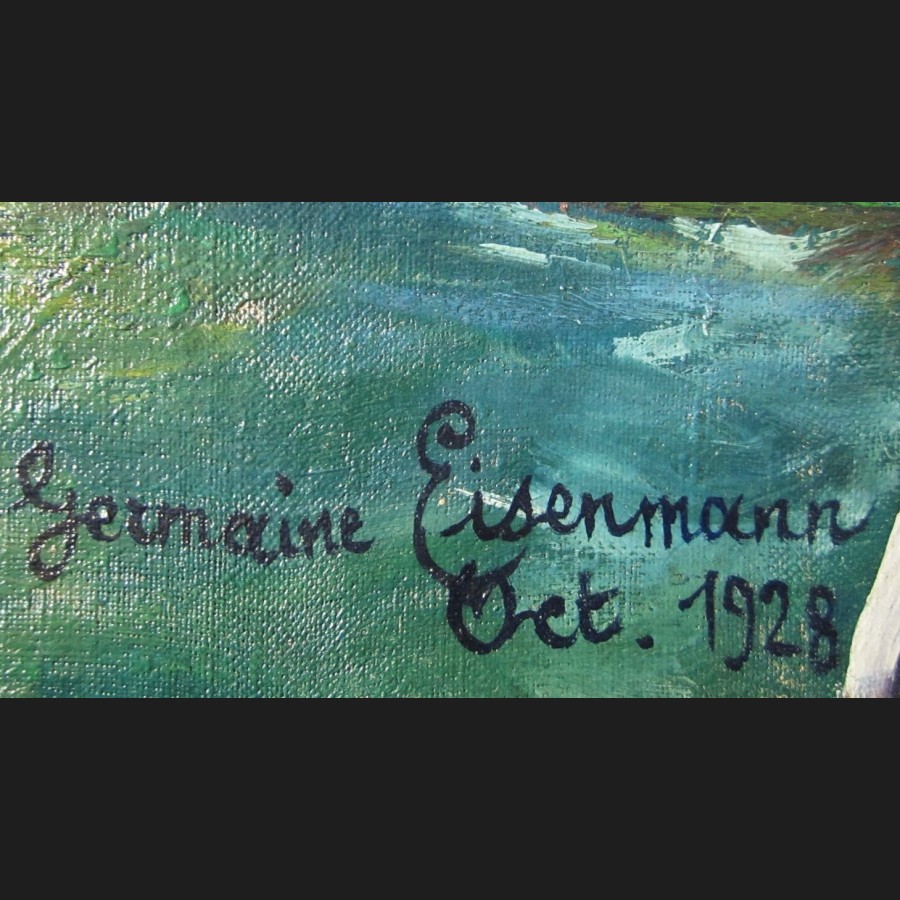 Germaine Eisenmann
Oct. 1928